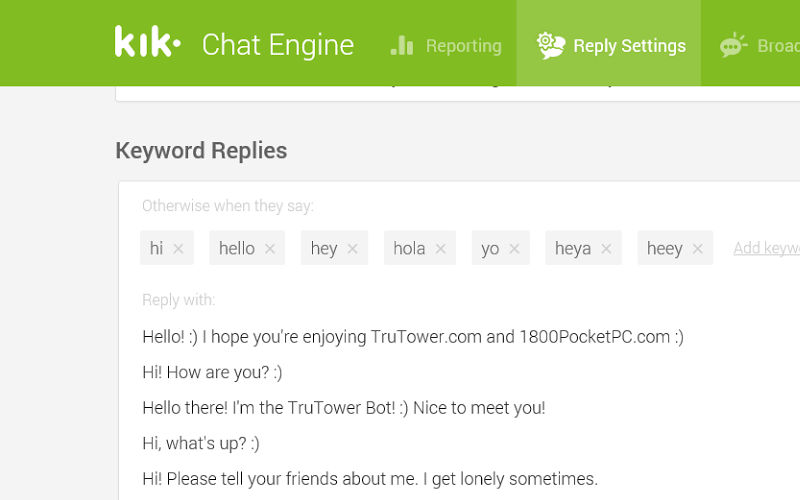 kik· Chat Engine Reporting Reply Settings Broad
Keyword Replies
Otherwise when they say:
hi × hello × hey × hola × yo × heya × heey × Add keyw
Reply with:
Hello! :) I hope you're enjoying TruTower.com and 1800PocketPC.com :)
Hi! How are you? :)
Hello there! I'm the TruTower Bot! :) Nice to meet you!
Hi, what's up? :)
Hi! Please tell your friends about me. I get lonely sometimes.